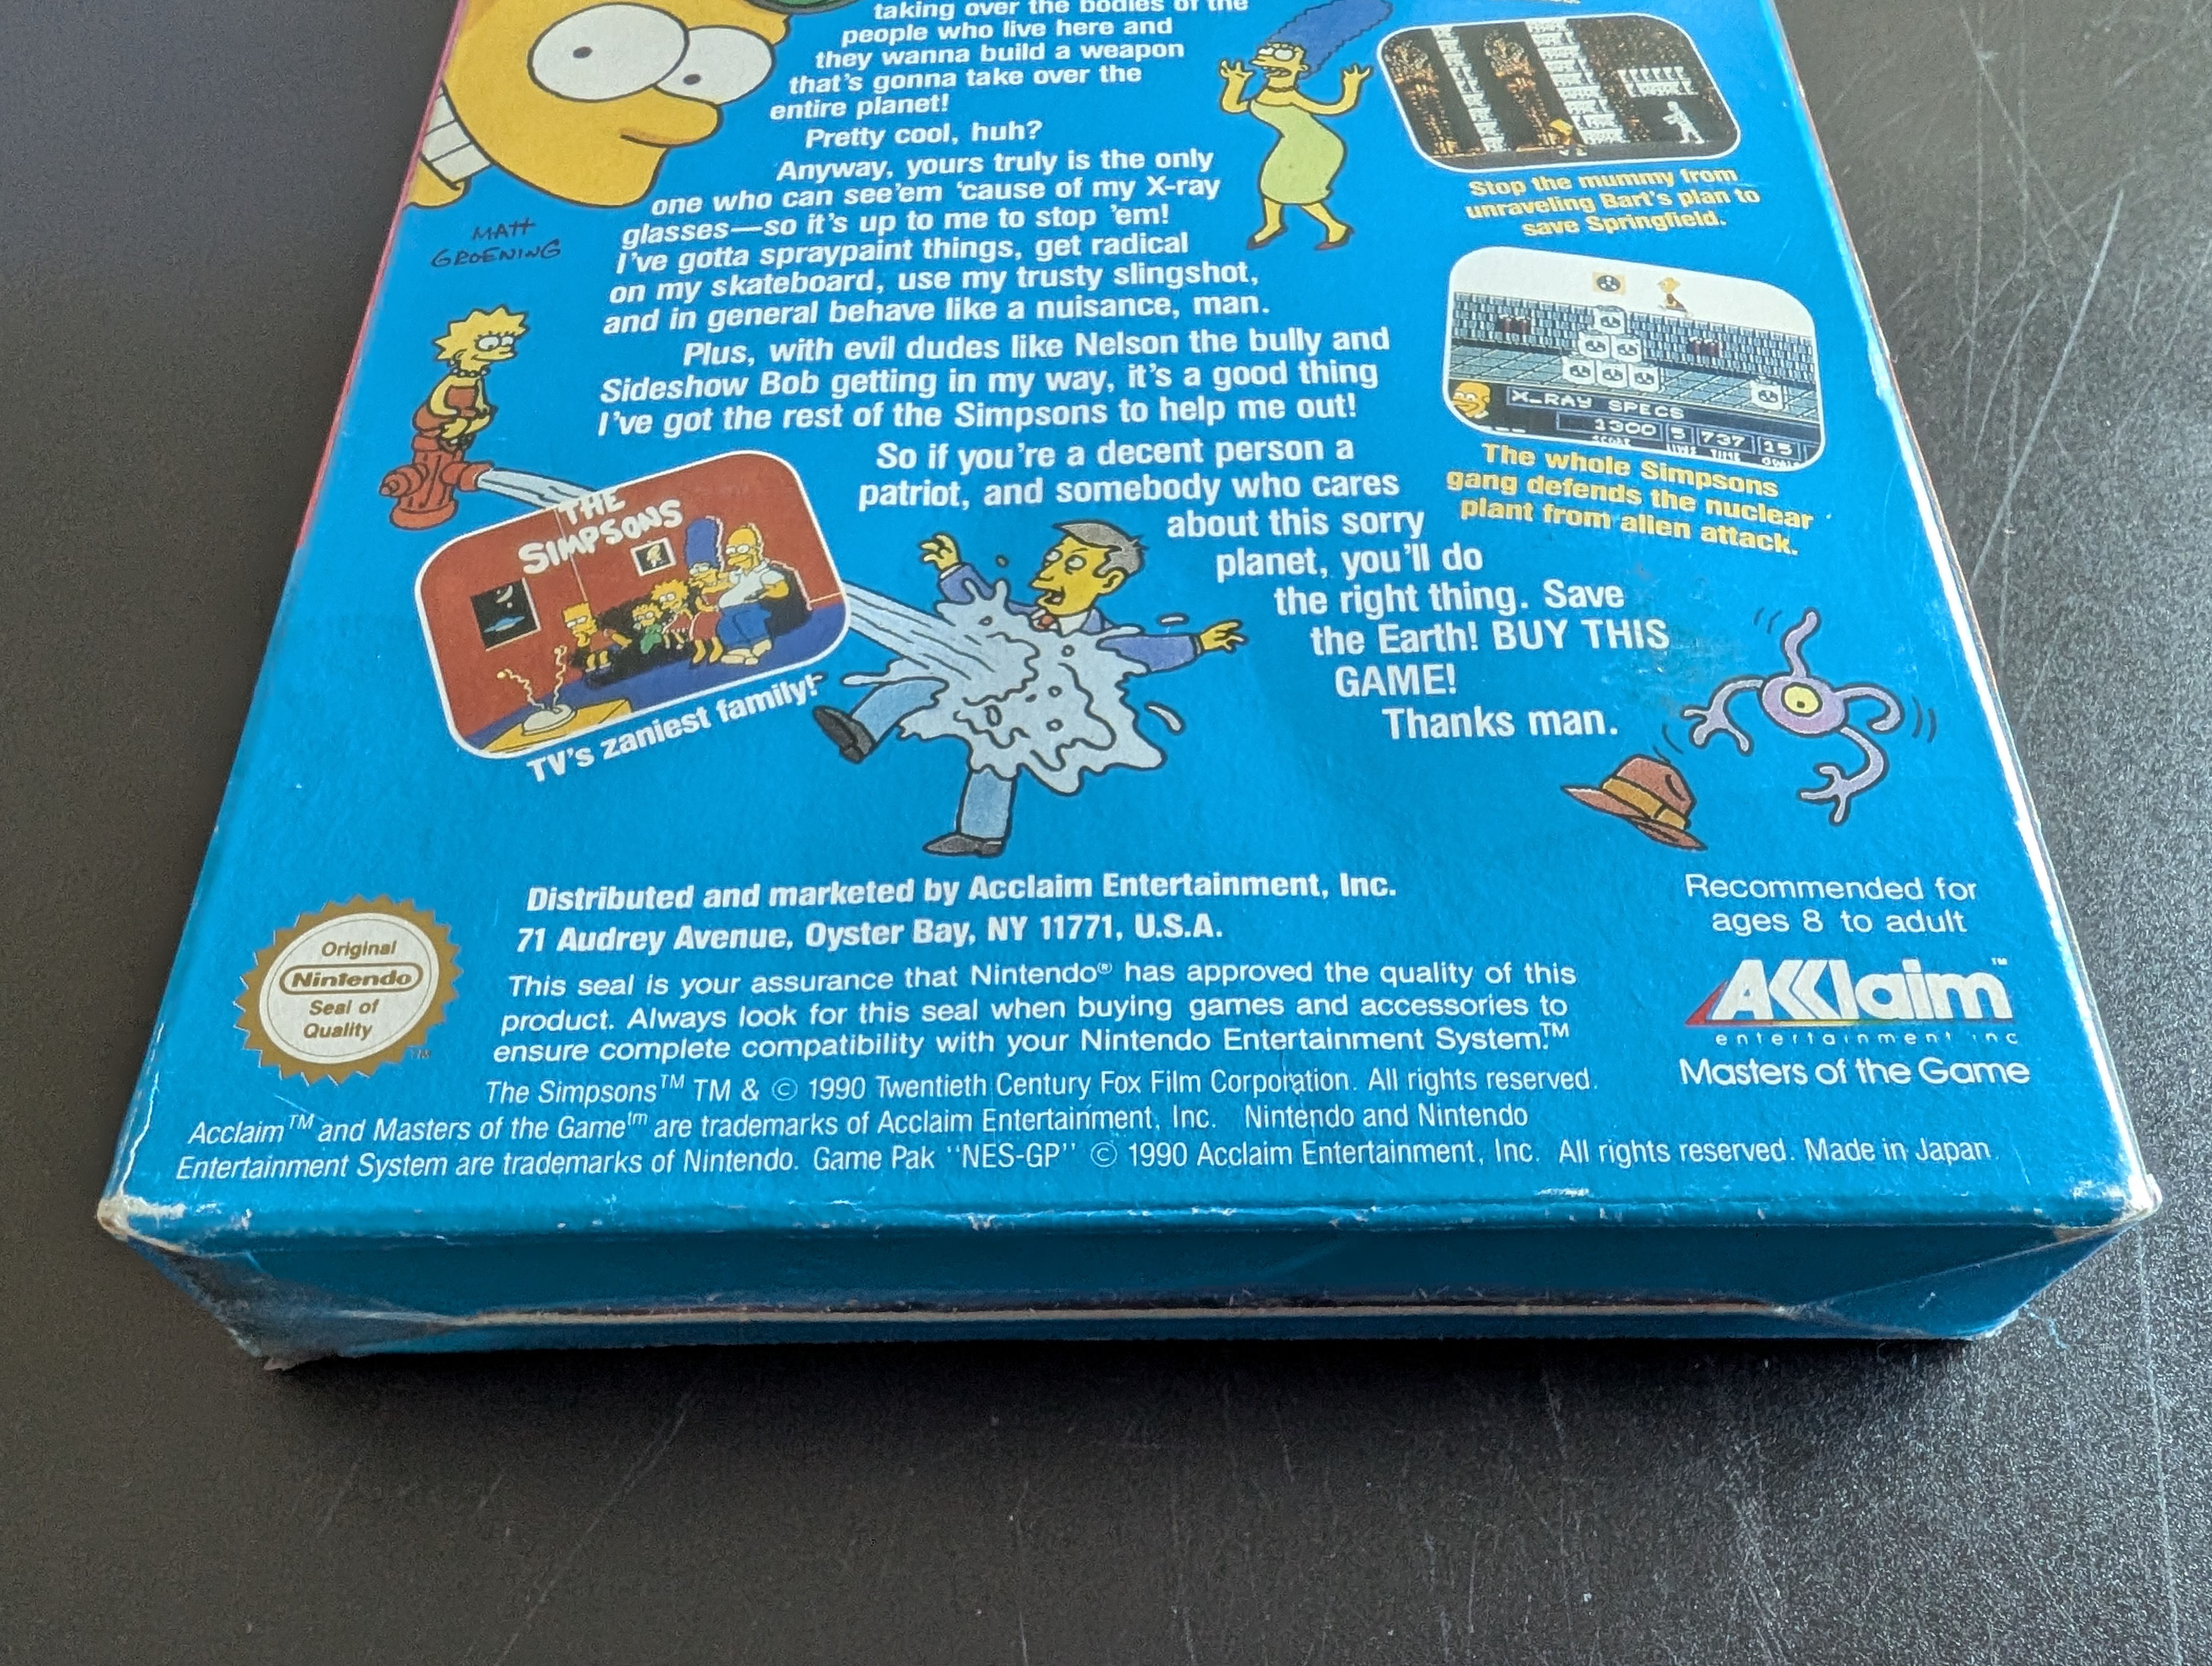 taking over the bodies of the
people who live here and
they wanna build a weapon
that's gonna take over the
entire planet!
Pretty cool, huh?
Anyway, yours truly is the only
one who can see'em 'cause of my X-ray
glasses—so it's up to me to stop 'em!
I've gotta spraypaint things, get radical
on my skateboard, use my trusty slingshot,
and in general behave like a nuisance, man.
Plus, with evil dudes like Nelson the bully and
Sideshow Bob getting in my way, it's a good thing
I've got the rest of the Simpsons to help me out!
So if you're a decent person a
patriot, and somebody who cares
about this sorry
planet, you'll do
the right thing. Save
the Earth! BUY THIS
GAME!
Thanks man.
MATT
GROENING
THE
SIMPSONS
TV's zaniest family!
Stop the mummy from
unraveling Bart's plan to
save Springfield.
X-RAY SPECS
1300 5 737 15
SCORE LIVES TIME GOALS
The whole Simpsons
gang defends the nuclear
plant from alien attack.
Distributed and marketed by Acclaim Entertainment, Inc.
71 Audrey Avenue, Oyster Bay, NY 11771, U.S.A.
Original
Nintendo
Seal of
Quality
TM
This seal is your assurance that Nintendo® has approved the quality of this
product. Always look for this seal when buying games and accessories to
ensure complete compatibility with your Nintendo Entertainment System.™
Recommended for
ages 8 to adult
AKKlaim™
entertainment inc
Masters of the Game
The Simpsons™ TM & © 1990 Twentieth Century Fox Film Corporation. All rights reserved.
Acclaim™ and Masters of the Game™ are trademarks of Acclaim Entertainment, Inc. Nintendo and Nintendo
Entertainment System are trademarks of Nintendo. Game Pak "NES-GP" © 1990 Acclaim Entertainment, Inc. All rights reserved. Made in Japan.